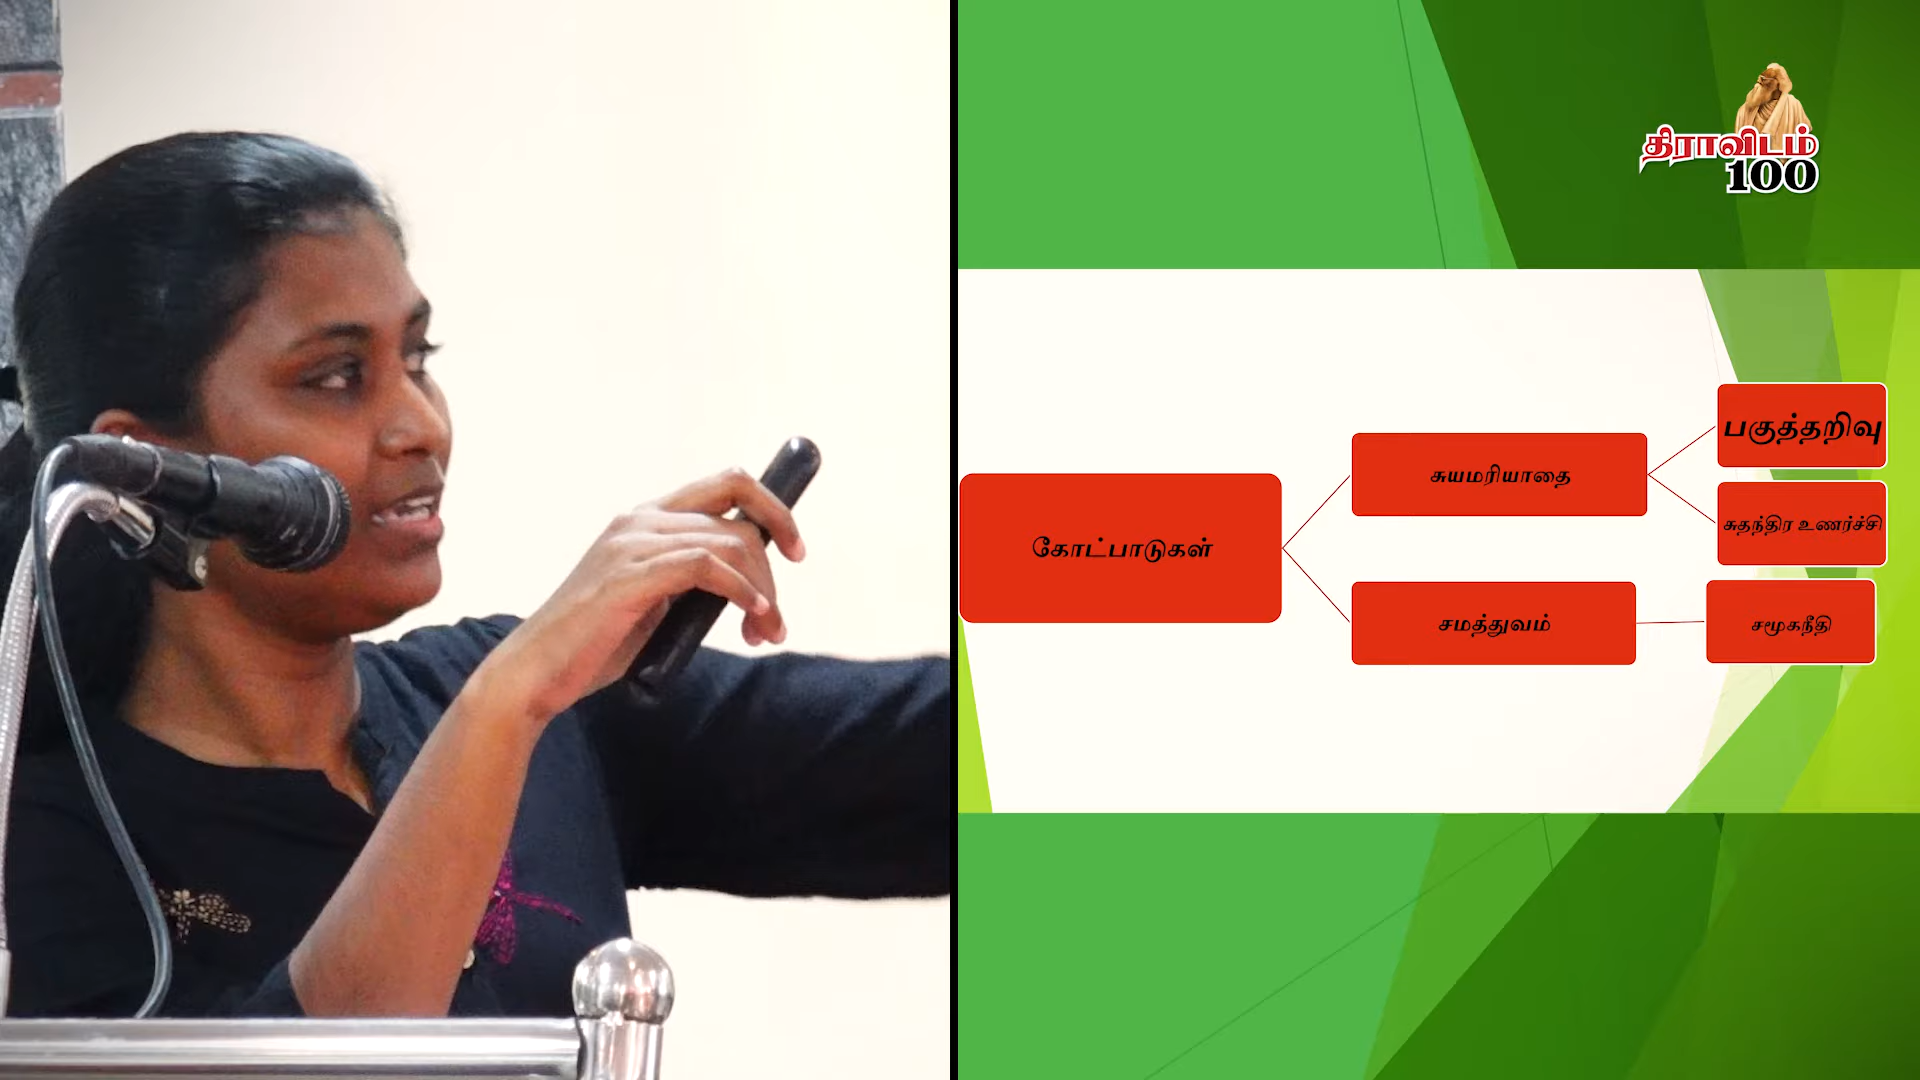 திராவிடம்
100
கோட்பாடுகள்
சுயமரியாதை
பகுத்தறிவு
சுதந்திர உணர்ச்சி
சமத்துவம்
சமூகநீதி